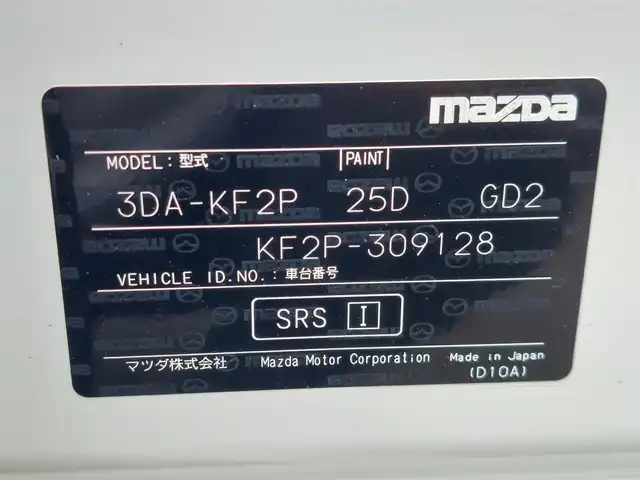 mazda
MODEL: 型式 PAINT
3DA-KF2P 25D GD2
KF2P-309128
VEHICLE ID.NO.: 車台番号
SRS I
マツダ株式会社 Mazda Motor Corporation Made in Japan
(D10A)